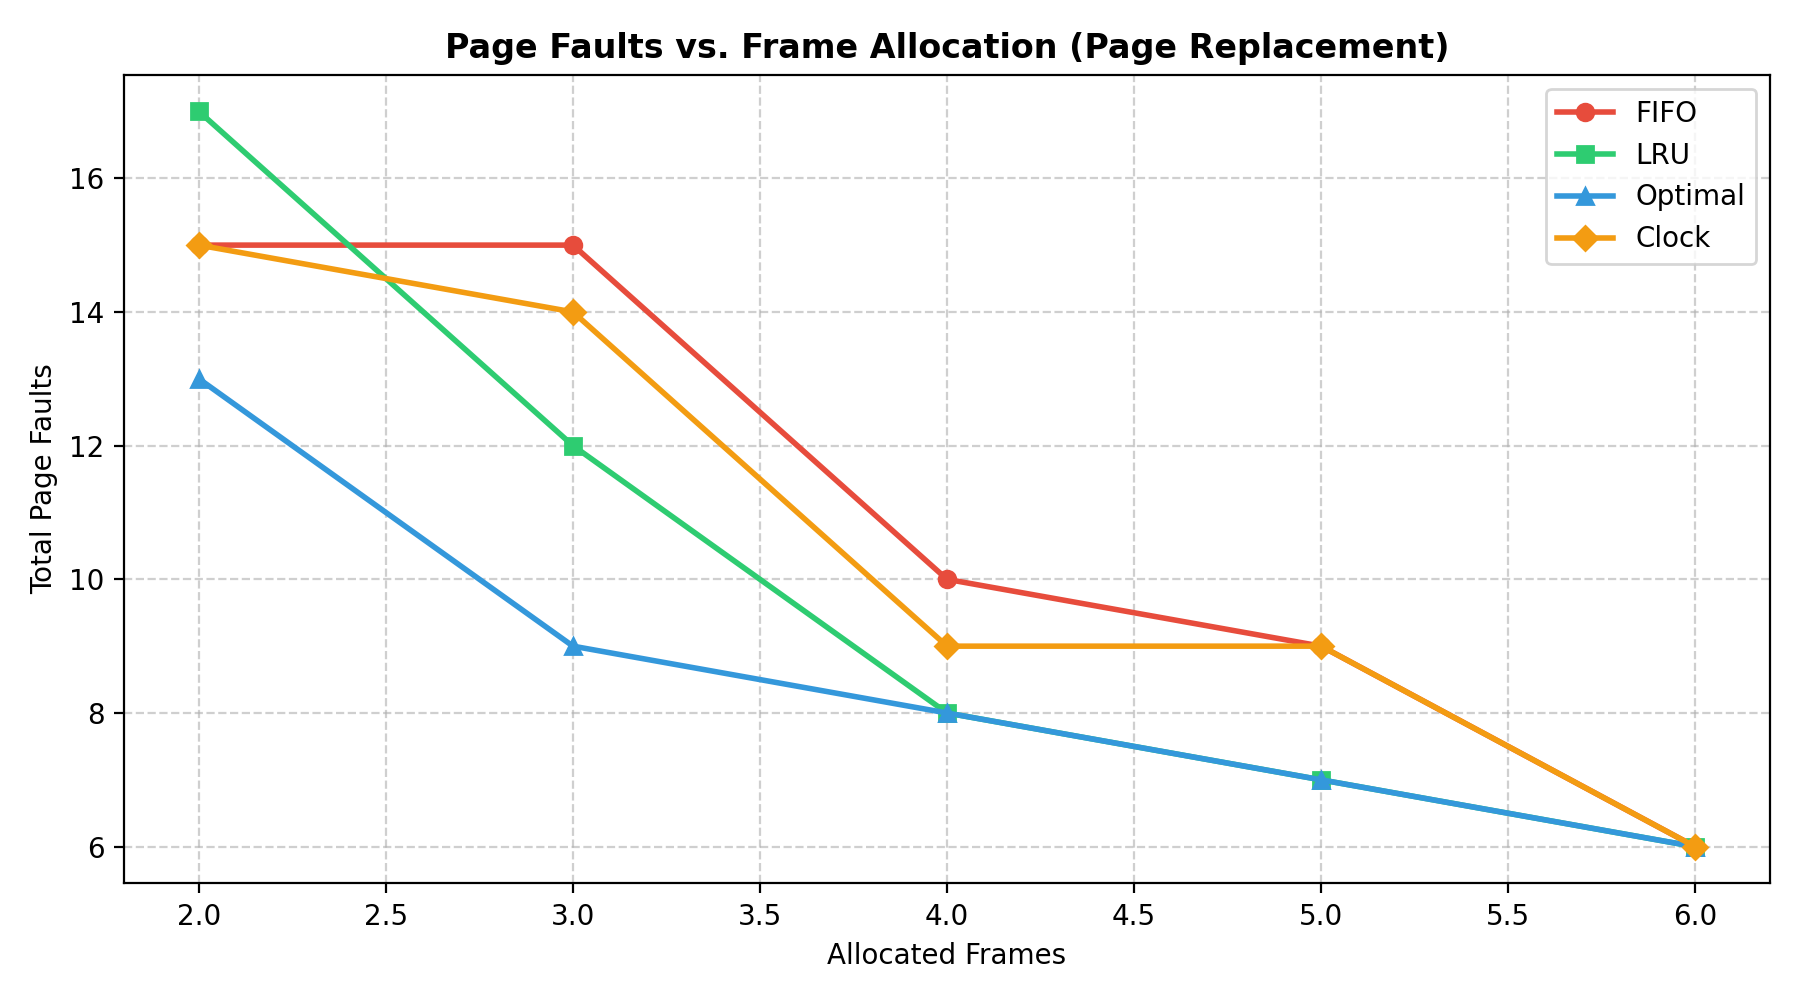 Page Faults vs. Frame Allocation (Page Replacement)
FIFO
LRU
Optimal
Clock
Total Page Faults
16
14
12
10
8
6
2.0 2.5 3.0 3.5 4.0 4.5 5.0 5.5 6.0
Allocated Frames